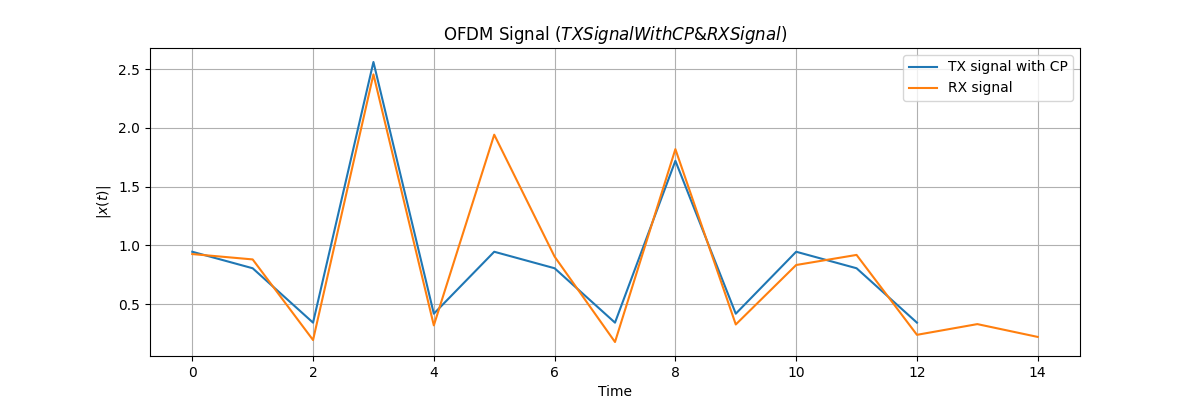 OFDM Signal (TXSignalWithCP&RXSignal)
TX signal with CP
RX signal
|x(t)|
2.5
2.0
1.5
1.0
0.5
0 2 4 6 8 10 12 14
Time